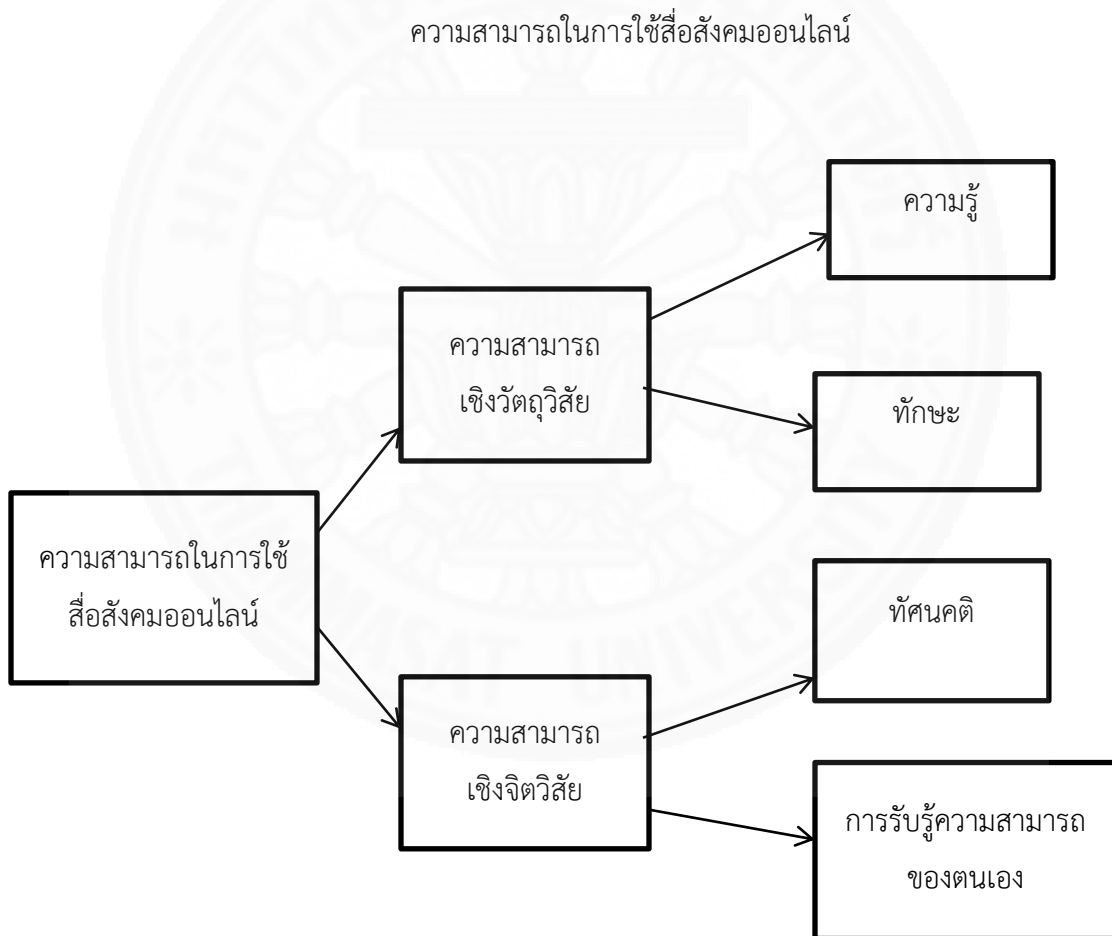 ความสามารถในการใช้สื่อสังคมออนไลน์
ความรู้
ความสามารถ
เชิงวัตถุวิสัย
ทักษะ
ความสามารถในการใช้
สื่อสังคมออนไลน์
ทัศนคติ
ความสามารถ
เชิงจิตวิสัย
การรับรู้ความสามารถ
ของตนเอง